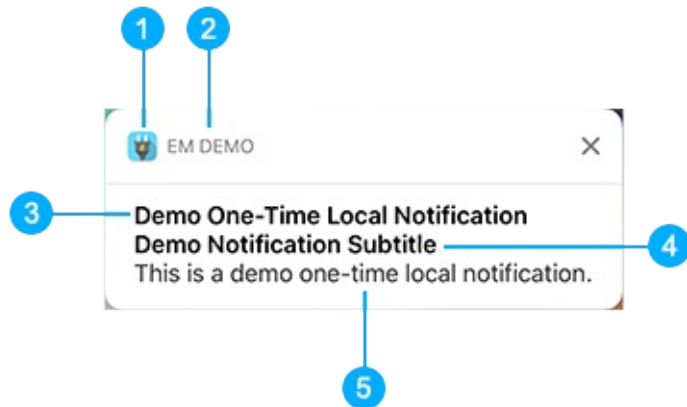 1 2
EM DEMO ×
3 Demo One-Time Local Notification
Demo Notification Subtitle 4
This is a demo one-time local notification.
5